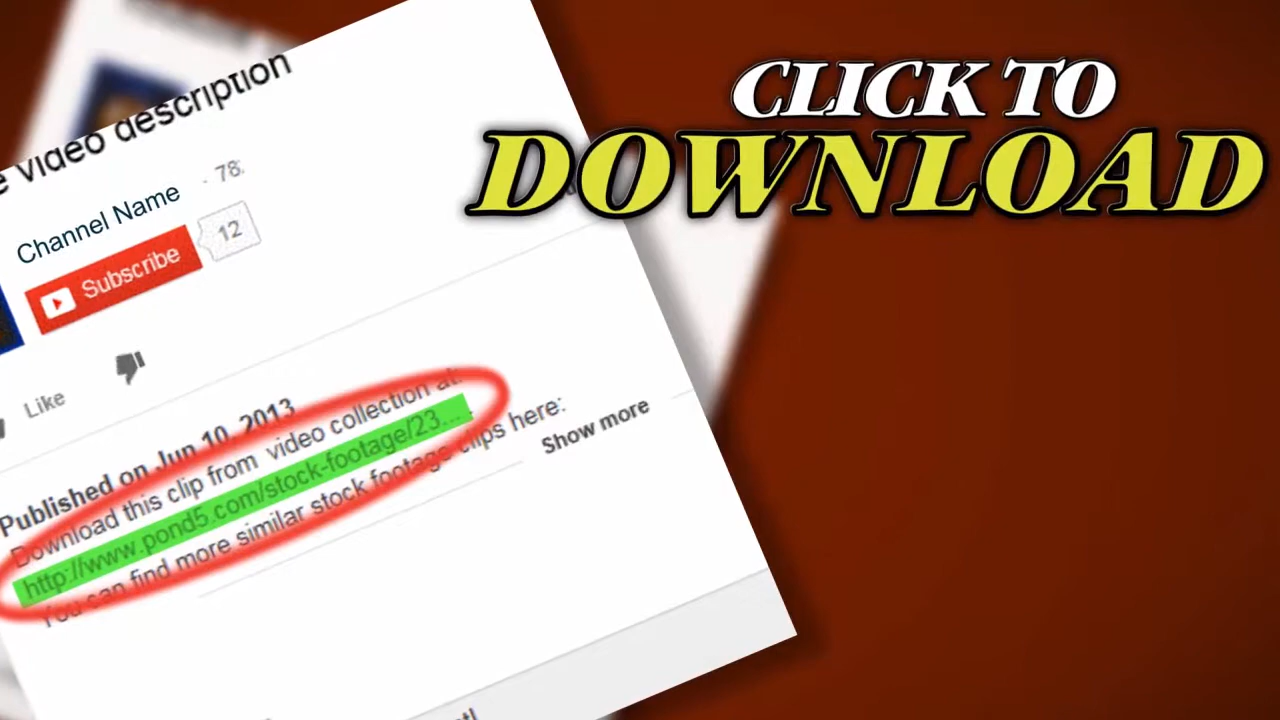 CLICK TO
DOWNLOAD
video description
Channel Name
Subscribe
12
Like
Published on Jun 10, 2013
Download this clip from video collection at:
http://www.pond5.com/stock-footage/23...
You can find more similar stock footage clips here:
Show more